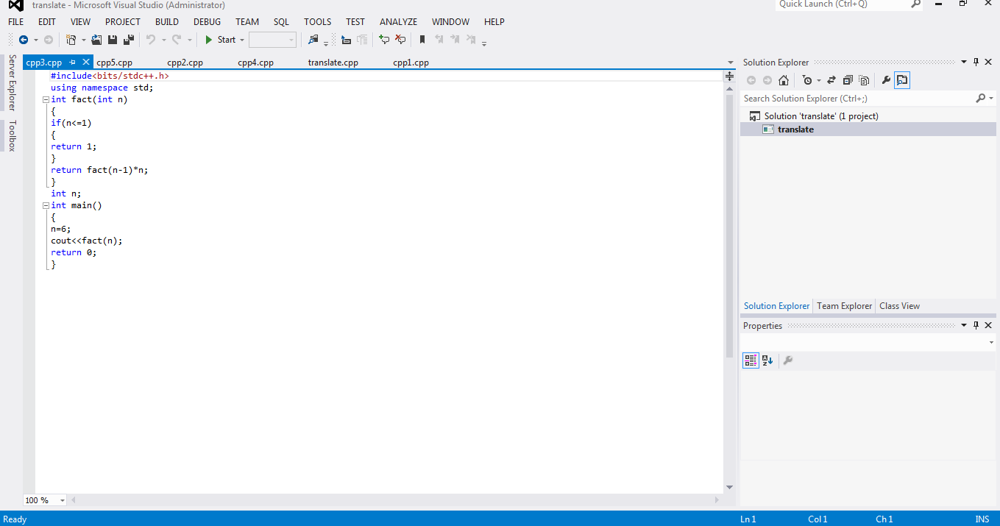 translate - Microsoft Visual Studio (Administrator)
Quick Launch (Ctrl+Q)
FILE EDIT VIEW PROJECT BUILD DEBUG TEAM SQL TOOLS TEST ANALYZE WINDOW HELP
Start
Server Explorer
Toolbox
cpp3.cpp cpp5.cpp cpp2.cpp cpp4.cpp translate.cpp cpp1.cpp
#include<bits/stdc++.h>
using namespace std;
int fact(int n)
{
if(n<=1)
{
return 1;
}
return fact(n-1)*n;
}
int n;
int main()
{
n=6;
cout<<fact(n);
return 0;
}
100 %
Solution Explorer
Search Solution Explorer (Ctrl+;)
Solution 'translate' (1 project)
translate
Solution Explorer Team Explorer Class View
Properties
Ready Ln 1 Col 1 Ch 1 INS